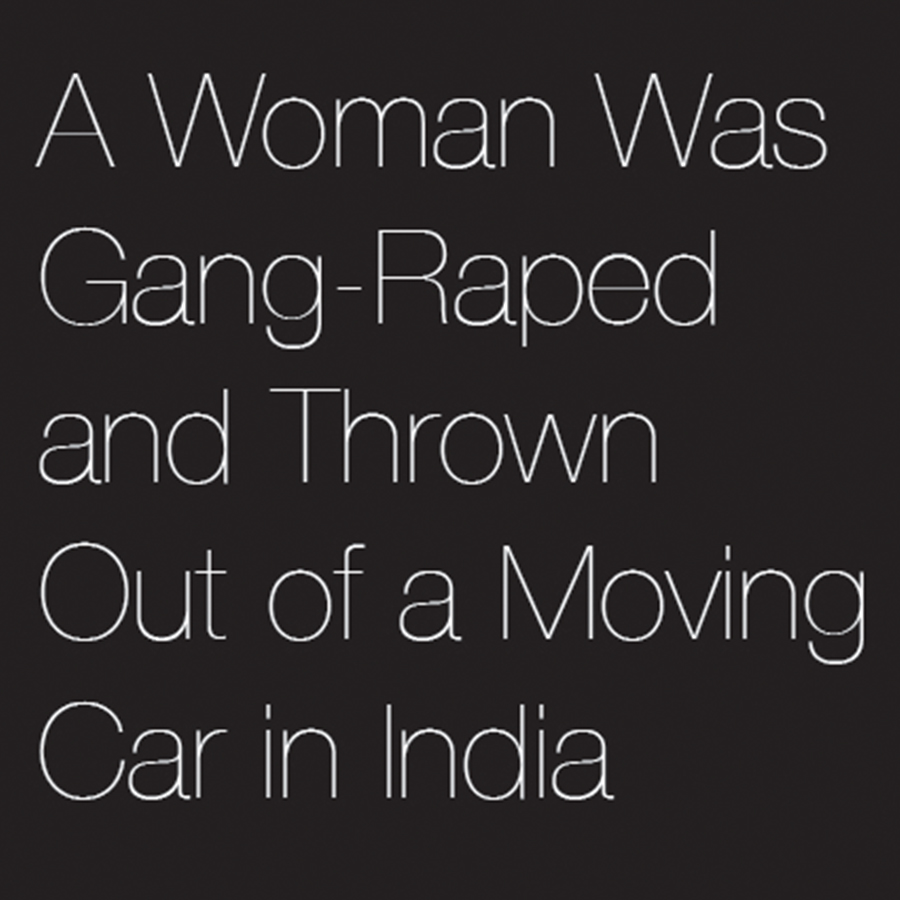 A Woman Was
Gang-Raped
and Thrown
Out of a Moving
Car in India